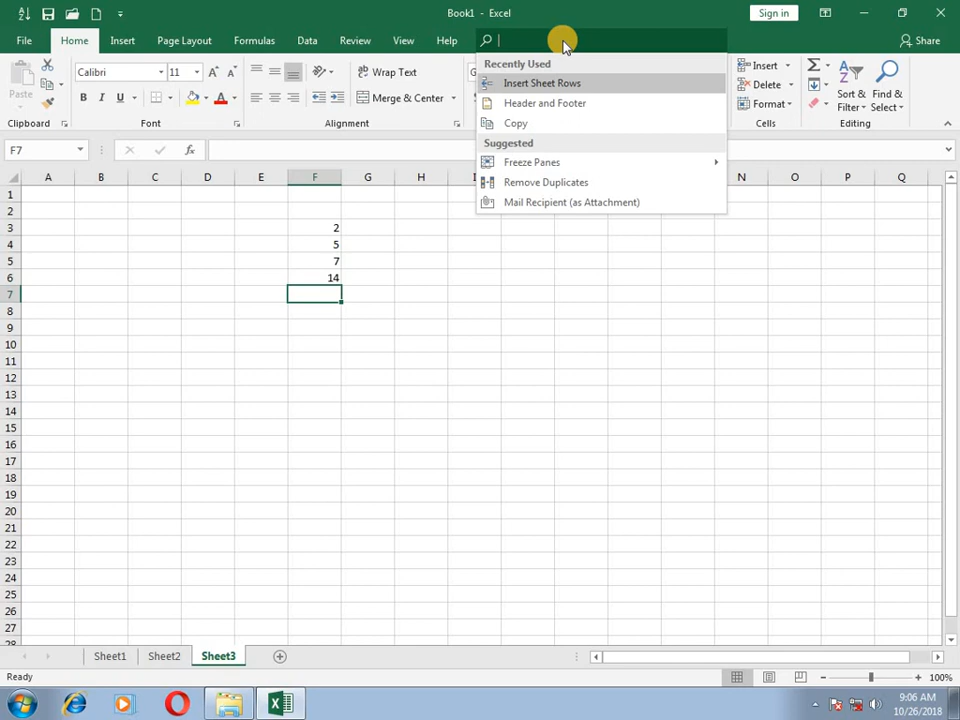 Book1 - Excel
Sign in
File Home Insert Page Layout Formulas Data Review View Help
Share
Recently Used
Insert Sheet Rows
Header and Footer
Copy
Suggested
Freeze Panes
Remove Duplicates
Mail Recipient (as Attachment)
Paste
Calibri 11
Wrap Text
B I U
Merge & Center
Insert
Delete
Format
Sort & Filter
Find & Select
Clipboard Font Alignment Cells Editing
F7 fx
A B C D E F G H I N O P Q
1
2
3 2
4 5
5 7
6 14
7
8
9
10
11
12
13
14
15
16
17
18
19
20
21
22
23
24
25
26
27
28
Sheet1 Sheet2 Sheet3
Ready
100%
9:06 AM
10/26/2018